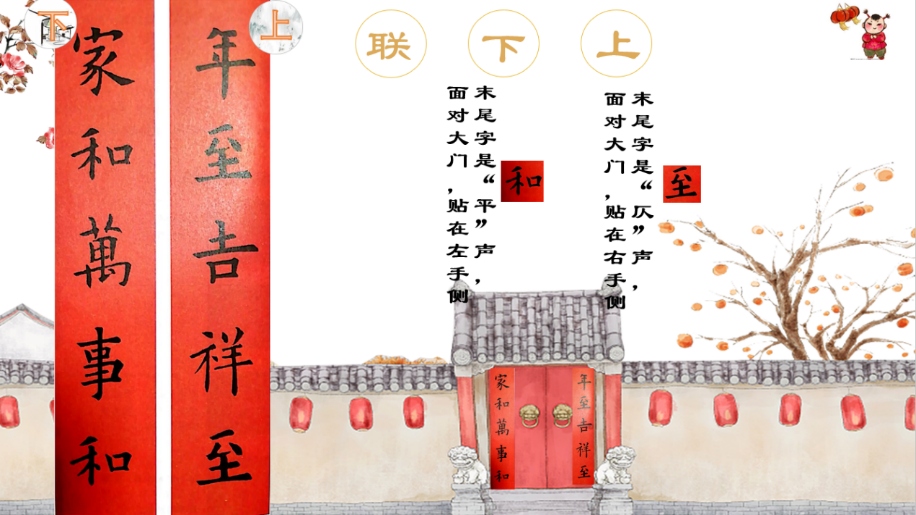 上下联
上
年至吉祥至
下
家和萬事和
末尾字是“仄”声，
面对大门，贴在右手侧
至
末尾字是“平”声，
面对大门，贴在左手侧
和
年至吉祥至
家和萬事和